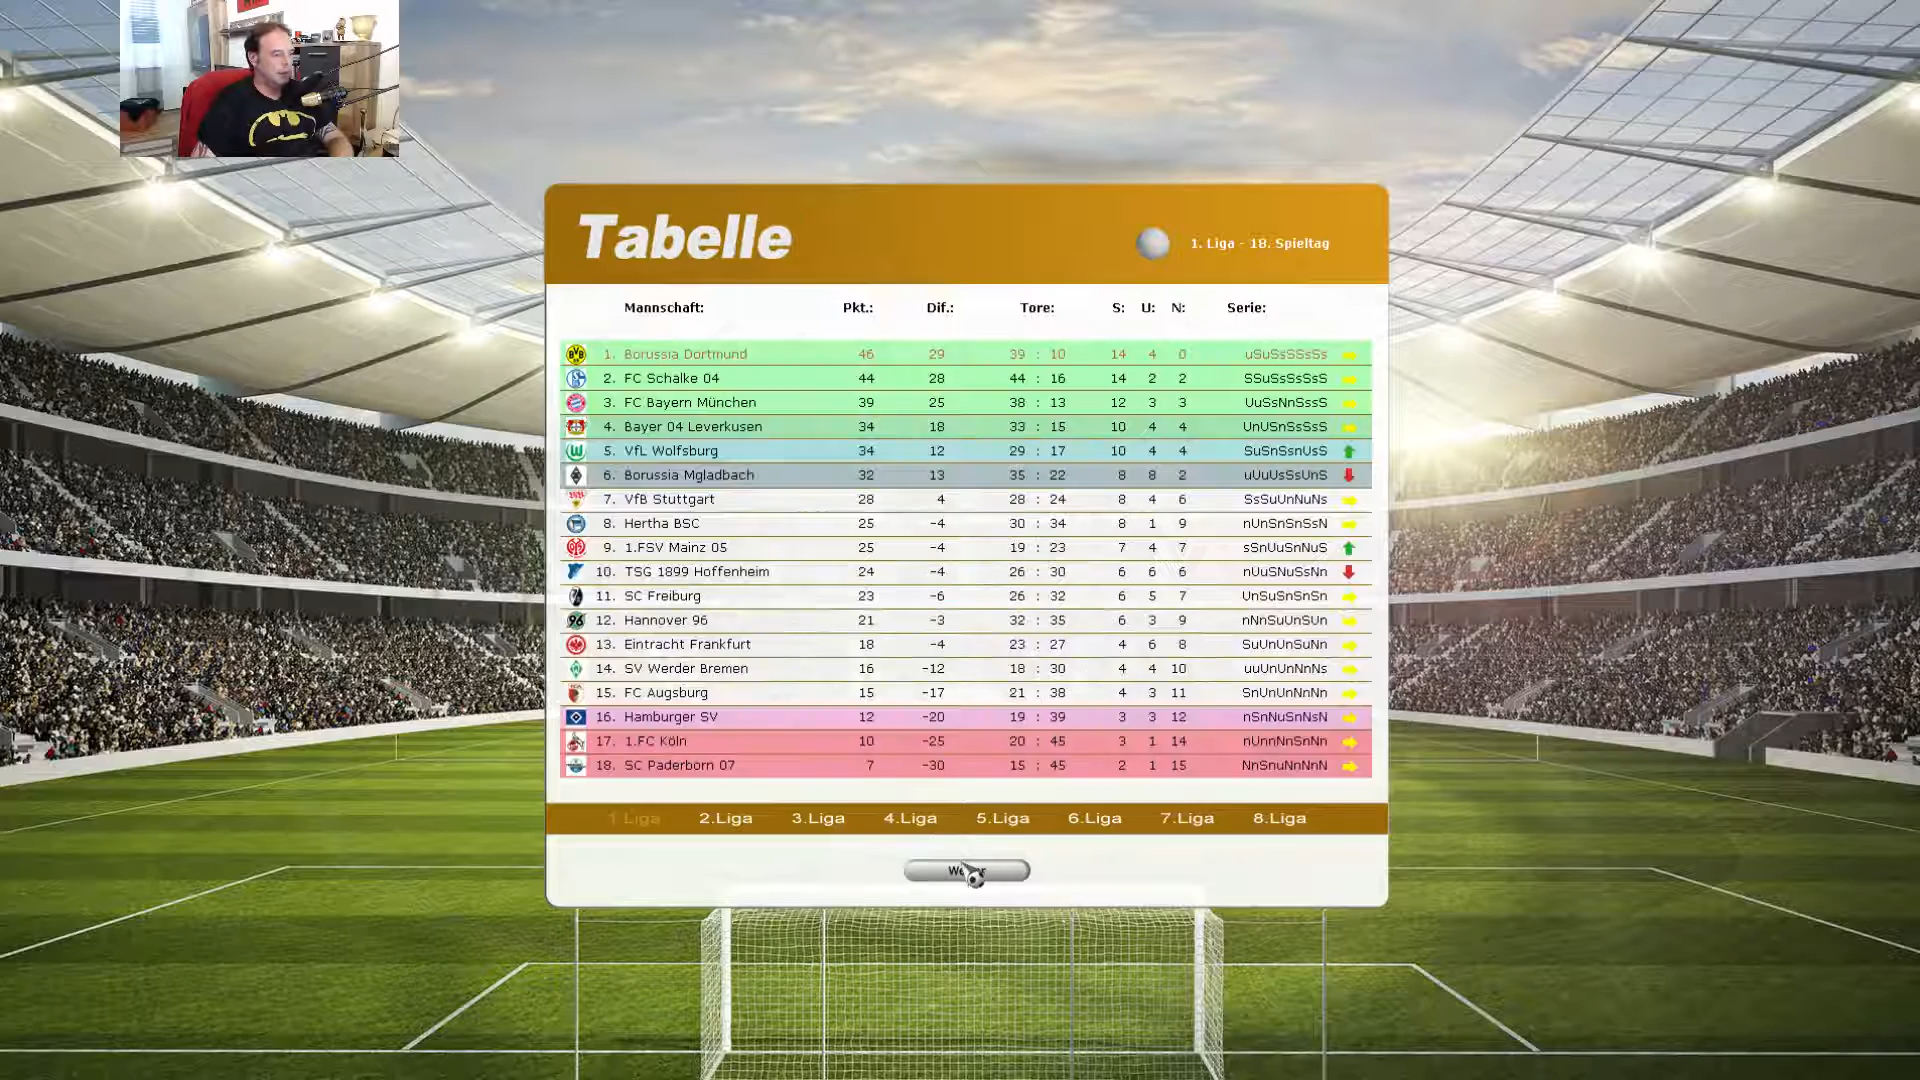 Tabelle
1. Liga - 18. Spieltag
Mannschaft: Pkt.: Dif.: Tore: S: U: N: Serie:
1. Borussia Dortmund 46 29 39 : 10 14 4 0 uSuSsSSsSs
2. FC Schalke 04 44 28 44 : 16 14 2 2 SSuSsSsSsS
3. FC Bayern München 39 25 38 : 13 12 3 3 UuSsNnSssS
4. Bayer 04 Leverkusen 34 18 33 : 15 10 4 4 UnUSnSsSsS
5. VfL Wolfsburg 34 12 29 : 17 10 4 4 SuSnSsnUsS
6. Borussia Mgladbach 32 13 35 : 22 8 8 2 uUuUsSsUnS
7. VfB Stuttgart 28 4 28 : 24 8 4 6 SsSuUnNuNs
8. Hertha BSC 25 -4 30 : 34 8 1 9 nUnSnSnSsN
9. 1.FSV Mainz 05 25 -4 19 : 23 7 4 7 sSnUuSnNuS
10. TSG 1899 Hoffenheim 24 -4 26 : 30 6 6 6 nUuSNuSsNn
11. SC Freiburg 23 -6 26 : 32 6 5 7 UnSuSnSnSn
12. Hannover 96 21 -3 32 : 35 6 3 9 nNnSuUnSUn
13. Eintracht Frankfurt 18 -4 23 : 27 4 6 8 SuUnUnSuNn
14. SV Werder Bremen 16 -12 18 : 30 4 4 10 uuUnUnNnNs
15. FC Augsburg 15 -17 21 : 38 4 3 11 SnUnUnNnNn
16. Hamburger SV 12 -20 19 : 39 3 3 12 nSnNuSnNsN
17. 1.FC Köln 10 -25 20 : 45 3 1 14 nUnnNnSnNn
18. SC Paderborn 07 7 -30 15 : 45 2 1 15 NnSnuNnNnN
1 Liga 2.Liga 3.Liga 4.Liga 5.Liga 6.Liga 7.Liga 8.Liga